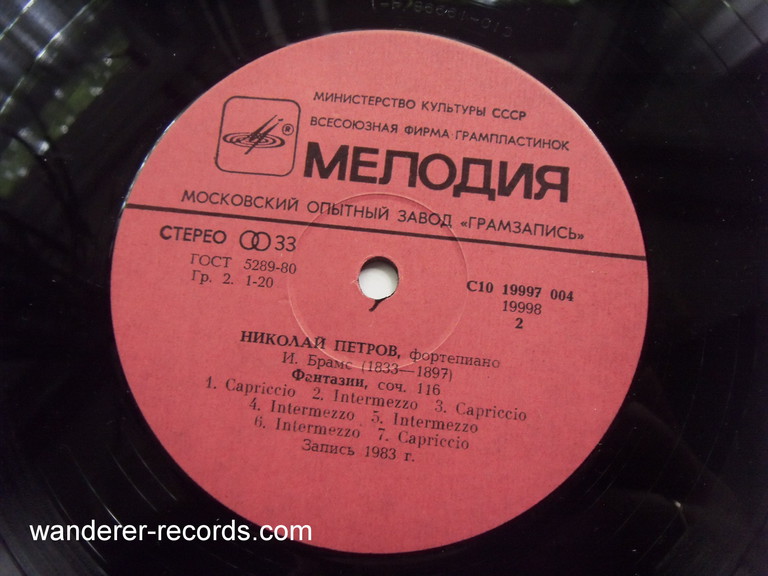 МИНИСТЕРСТВО КУЛЬТУРЫ СССР
ВСЕСОЮЗНАЯ ФИРМА ГРАМПЛАСТИНОК
® МЕЛОДИЯ
МОСКОВСКИЙ ОПЫТНЫЙ ЗАВОД «ГРАМЗАПИСЬ»
СТЕРЕО 33
ГОСТ 5289-80
Гр. 2. 1-20
С10 19997 004
19998
2
НИКОЛАЙ ПЕТРОВ, фортепиано
И. Брамс (1833—1897)
Фантазии, соч. 116
1. Capriccio 2. Intermezzo 3. Capriccio
4. Intermezzo 5. Intermezzo
6. Intermezzo 7. Capriccio
Запись 1983 г.
wanderer-records.com